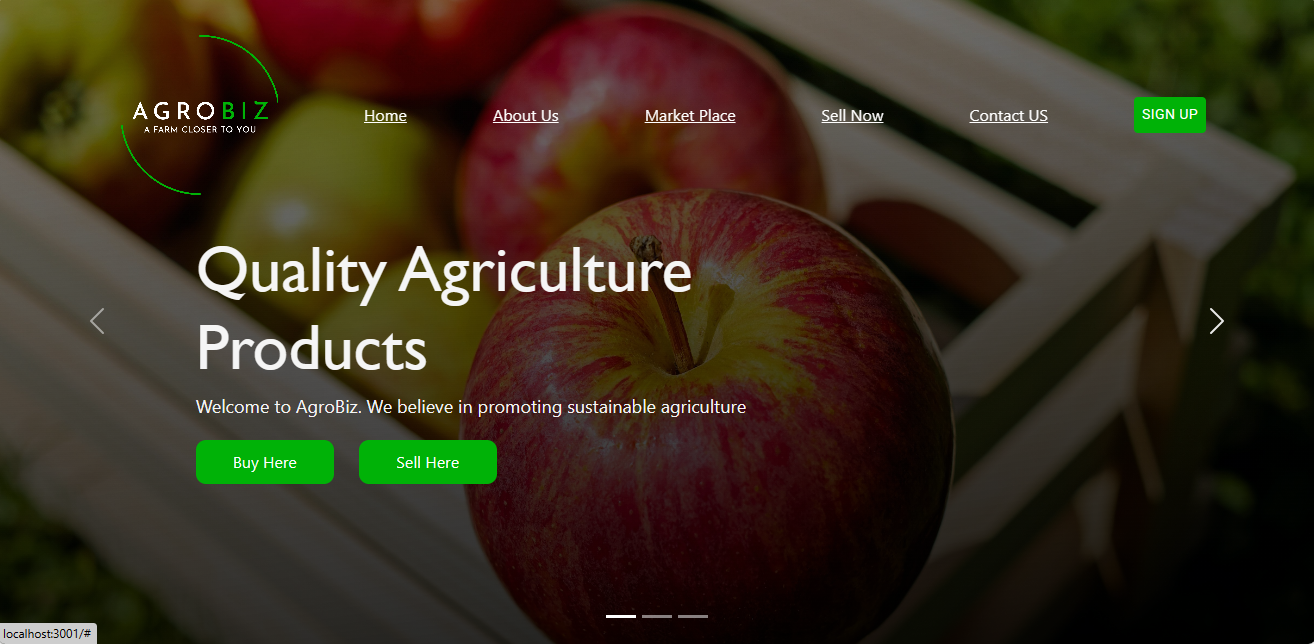 AGROBIZ
A FARM CLOSER TO YOU
Home About Us Market Place Sell Now Contact US SIGN UP
Quality Agriculture
Products
Welcome to AgroBiz. We believe in promoting sustainable agriculture
Buy Here Sell Here
localhost:3001/#